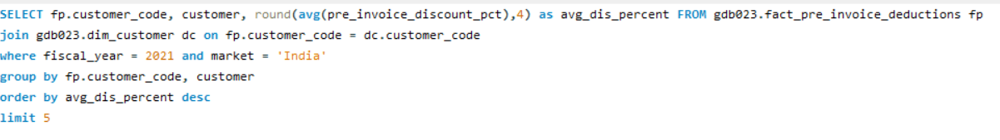 SELECT fp.customer_code, customer, round(avg(pre_invoice_discount_pct),4) as avg_dis_percent FROM gdb023.fact_pre_invoice_deductions fp
join gdb023.dim_customer dc on fp.customer_code = dc.customer_code
where fiscal_year = 2021 and market = 'India'
group by fp.customer_code, customer
order by avg_dis_percent desc
limit 5